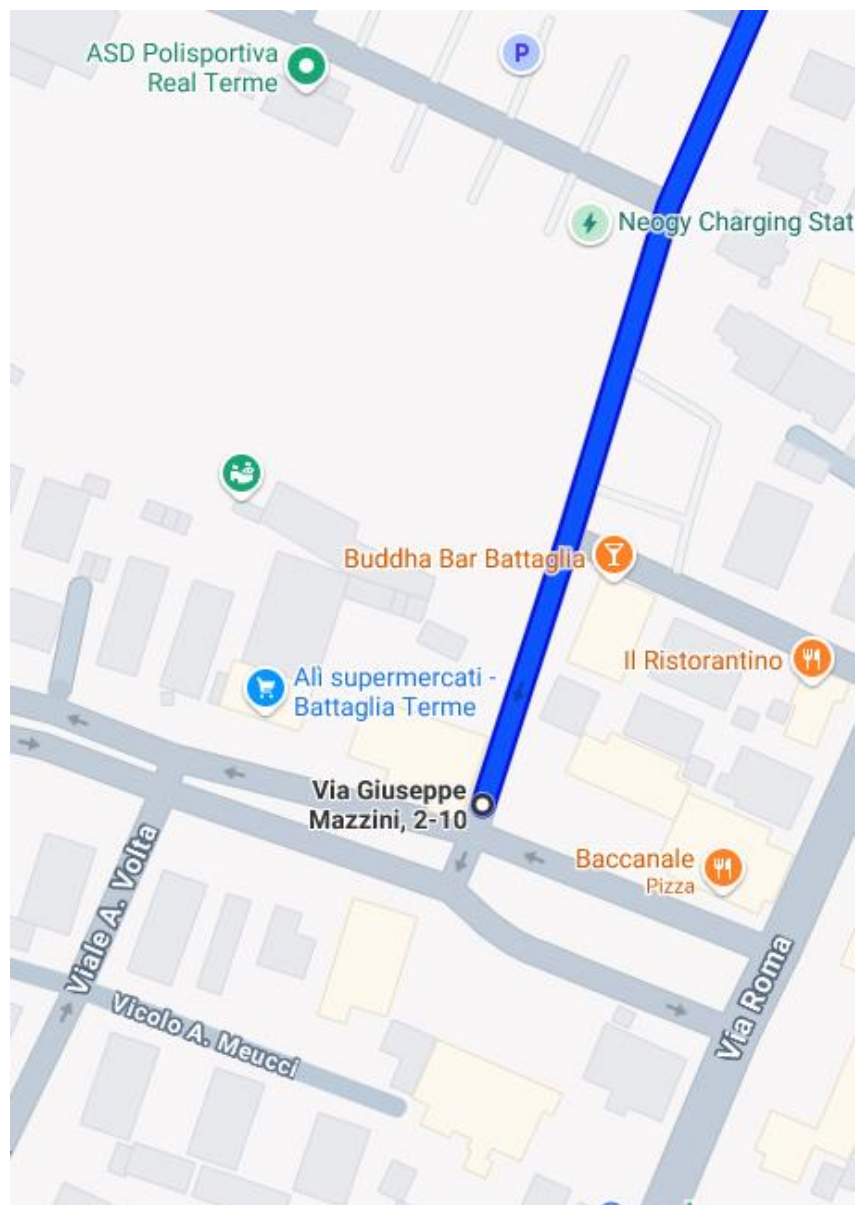 ASD Polisportiva
Real Terme
P
Neogy Charging Stat
Buddha Bar Battaglia
Il Ristorantino
Alì supermercati -
Battaglia Terme
Via Giuseppe
Mazzini, 2-10
Baccanale
Pizza
Viale A. Volta
Via Roma
Vicolo A. Meucci